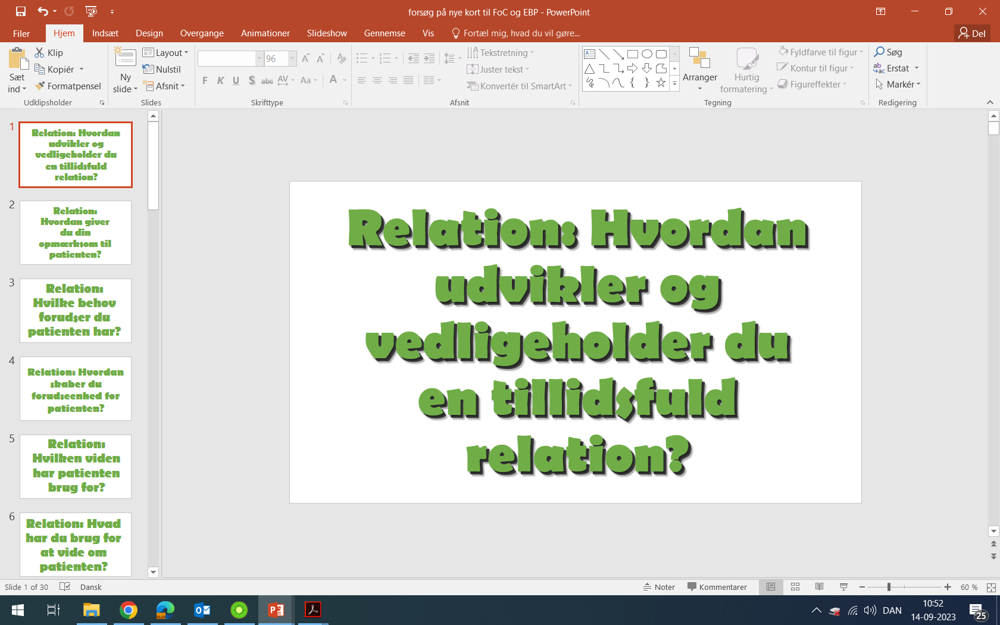 forsøg på nye kort til FoC og EBP - PowerPoint
Filer Hjem Indsæt Design Overgange Animationer Slideshow Gennemse Vis Fortæl mig, hvad du vil gøre... Del
Sæt ind
Klip
Kopiér
Formatpensel
Udklipsholder
Ny slide
Layout
Nulstil
Afsnit
Slides
96
F K U S abc AV Aa A
Skrifttype
Tekstretning
Juster tekst
Konvertér til SmartArt
Afsnit
Arranger
Hurtig formatering
Fyldfarve til figur
Kontur til figur
Figureffekter
Tegning
Søg
Erstat
Markér
Redigering
1
Relation: Hvordan
udvikler og
vedligeholder du
en tillidsfuld
relation?
2
Relation:
Hvordan giver
du din
opmærksom til
patienten?
3
Relation:
Hvilke behov
forudser du
patienten har?
4
Relation: Hvordan
skaber du
forudseenhed for
patienten?
5
Relation:
Hvilken viden
har patienten
brug for?
6
Relation: Hvad
har du brug for
at vide om
patienten?
Relation: Hvordan
udvikler og
vedligeholder du
en tillidsfuld
relation?
Slide 1 of 30 Dansk Noter Kommentarer 60 %
DAN
10:52
14-09-2023
25